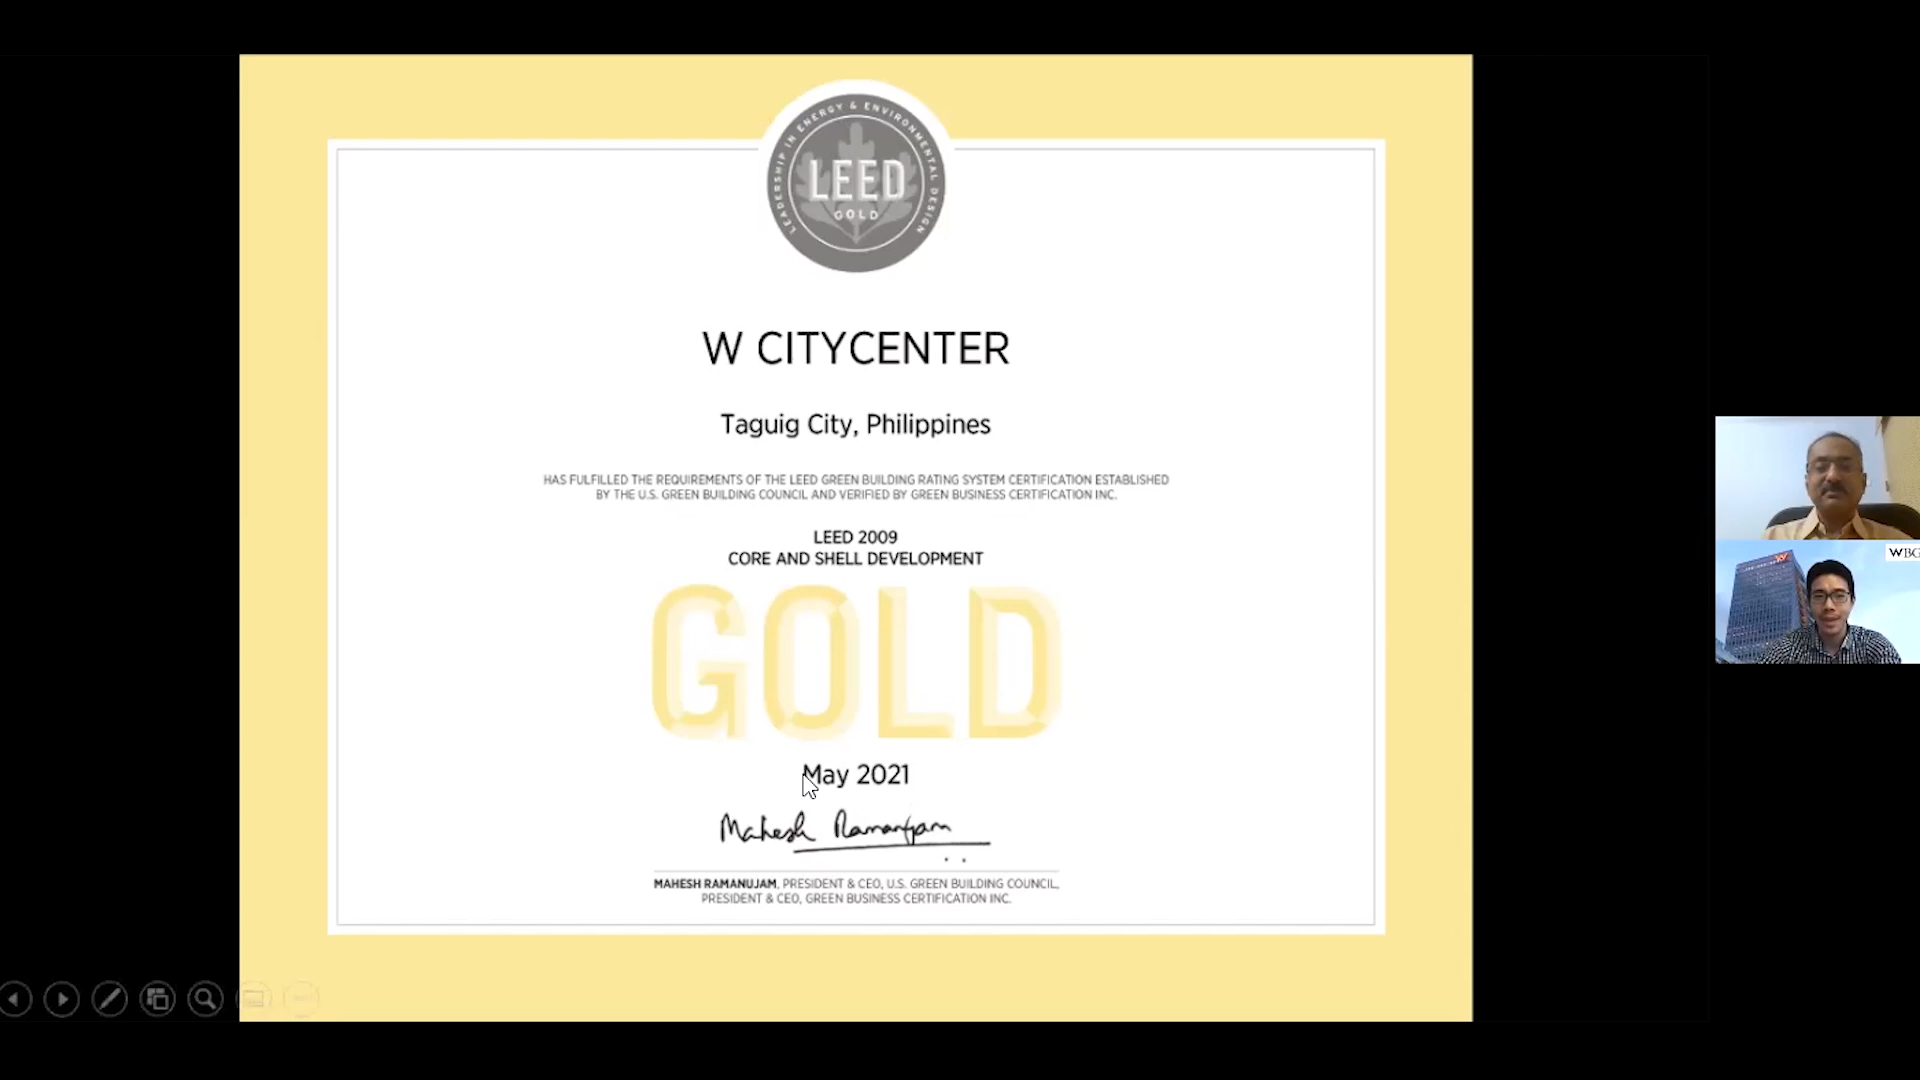 LEADERSHIP IN ENERGY & ENVIRONMENTAL DESIGN
LEED
GOLD
W CITYCENTER
Taguig City, Philippines
HAS FULFILLED THE REQUIREMENTS OF THE LEED GREEN BUILDING RATING SYSTEM CERTIFICATION ESTABLISHED
BY THE U.S. GREEN BUILDING COUNCIL AND VERIFIED BY GREEN BUSINESS CERTIFICATION INC.
LEED 2009
CORE AND SHELL DEVELOPMENT
GOLD
May 2021
Mahesh Ramanujam
MAHESH RAMANUJAM, PRESIDENT & CEO, U.S. GREEN BUILDING COUNCIL,
PRESIDENT & CEO, GREEN BUSINESS CERTIFICATION INC.
W